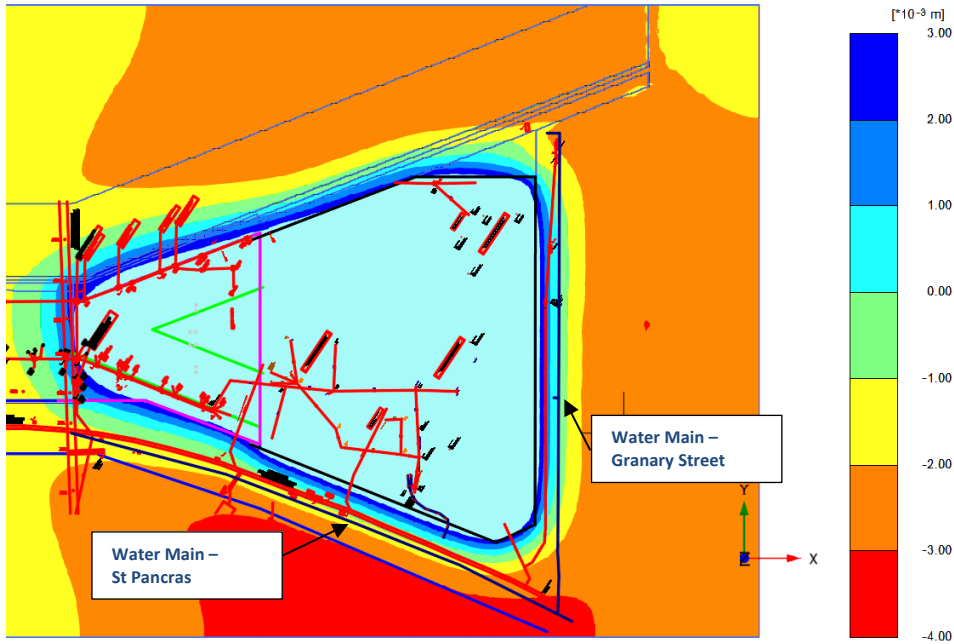 [*10⁻³ m]
3.00
2.00
1.00
0.00
-1.00
-2.00
-3.00
-4.00
Water Main –
Granary Street
Y
X
Water Main –
St Pancras